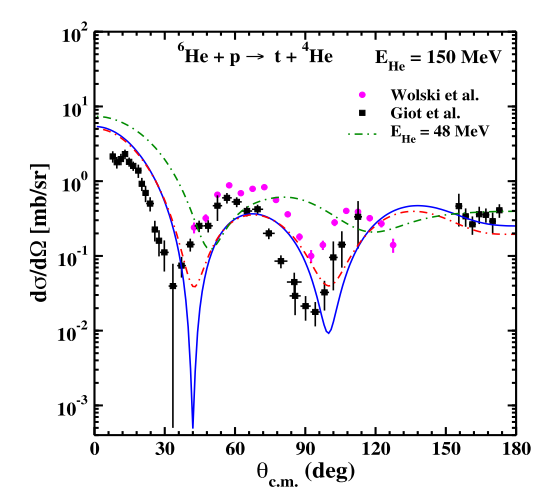 ⁶He + p → t + ⁴He
E_He = 150 MeV
Wolski et al.
Giot et al.
E_He = 48 MeV
dσ/dΩ [mb/sr]
10²
10¹
10⁰
10⁻¹
10⁻²
10⁻³
0 30 60 90 120 150 180
θ_c.m. (deg)